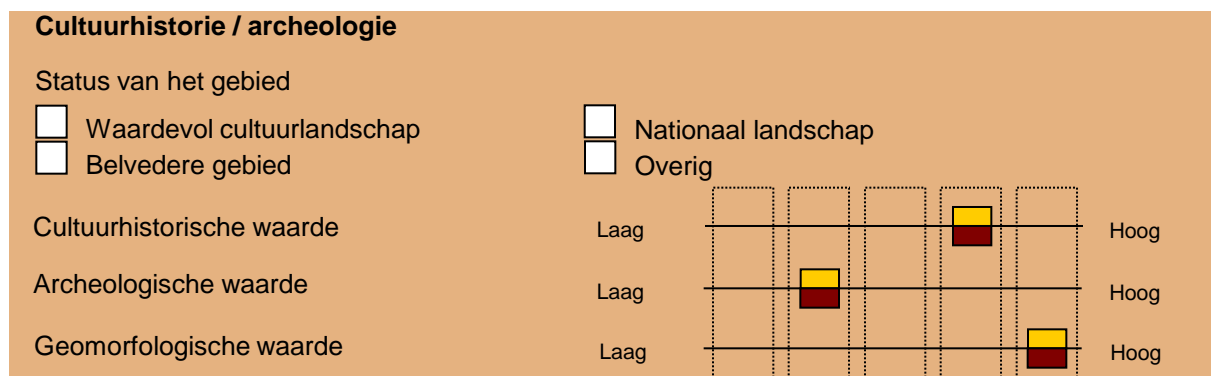 Cultuurhistorie / archeologie
Status van het gebied
Waardevol cultuurlandschap Nationaal landschap
Belvedere gebied Overig
Cultuurhistorische waarde Laag Hoog
Archeologische waarde Laag Hoog
Geomorfologische waarde Laag Hoog